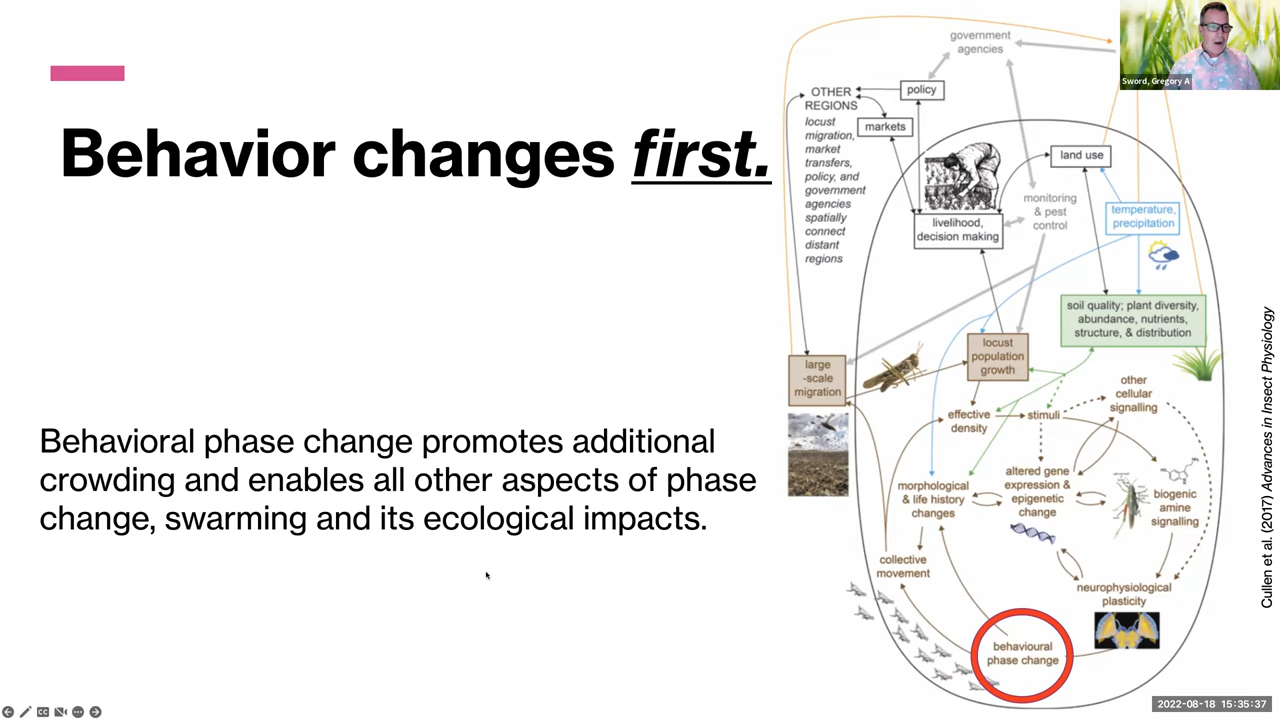 Behavior changes first.
Behavioral phase change promotes additional
crowding and enables all other aspects of phase
change, swarming and its ecological impacts.
government
agencies
policy
OTHER
REGIONS
markets
locust
migration,
market
transfers,
policy, and
government
agencies
spatially
connect
distant
regions
land use
monitoring
& pest
control
livelihood,
decision making
temperature,
precipitation
soil quality; plant diversity,
abundance, nutrients,
structure, & distribution
locust
population
growth
large
-scale
migration
effective
density
stimuli
other
cellular
signalling
morphological
& life history
changes
altered gene
expression &
epigenetic
change
biogenic
amine
signalling
collective
movement
neurophysiological
plasticity
behavioural
phase change
Cullen et al. (2017) Advances in Insect Physiology
Sword, Gregory A
CC
2022-08-18 15:35:37